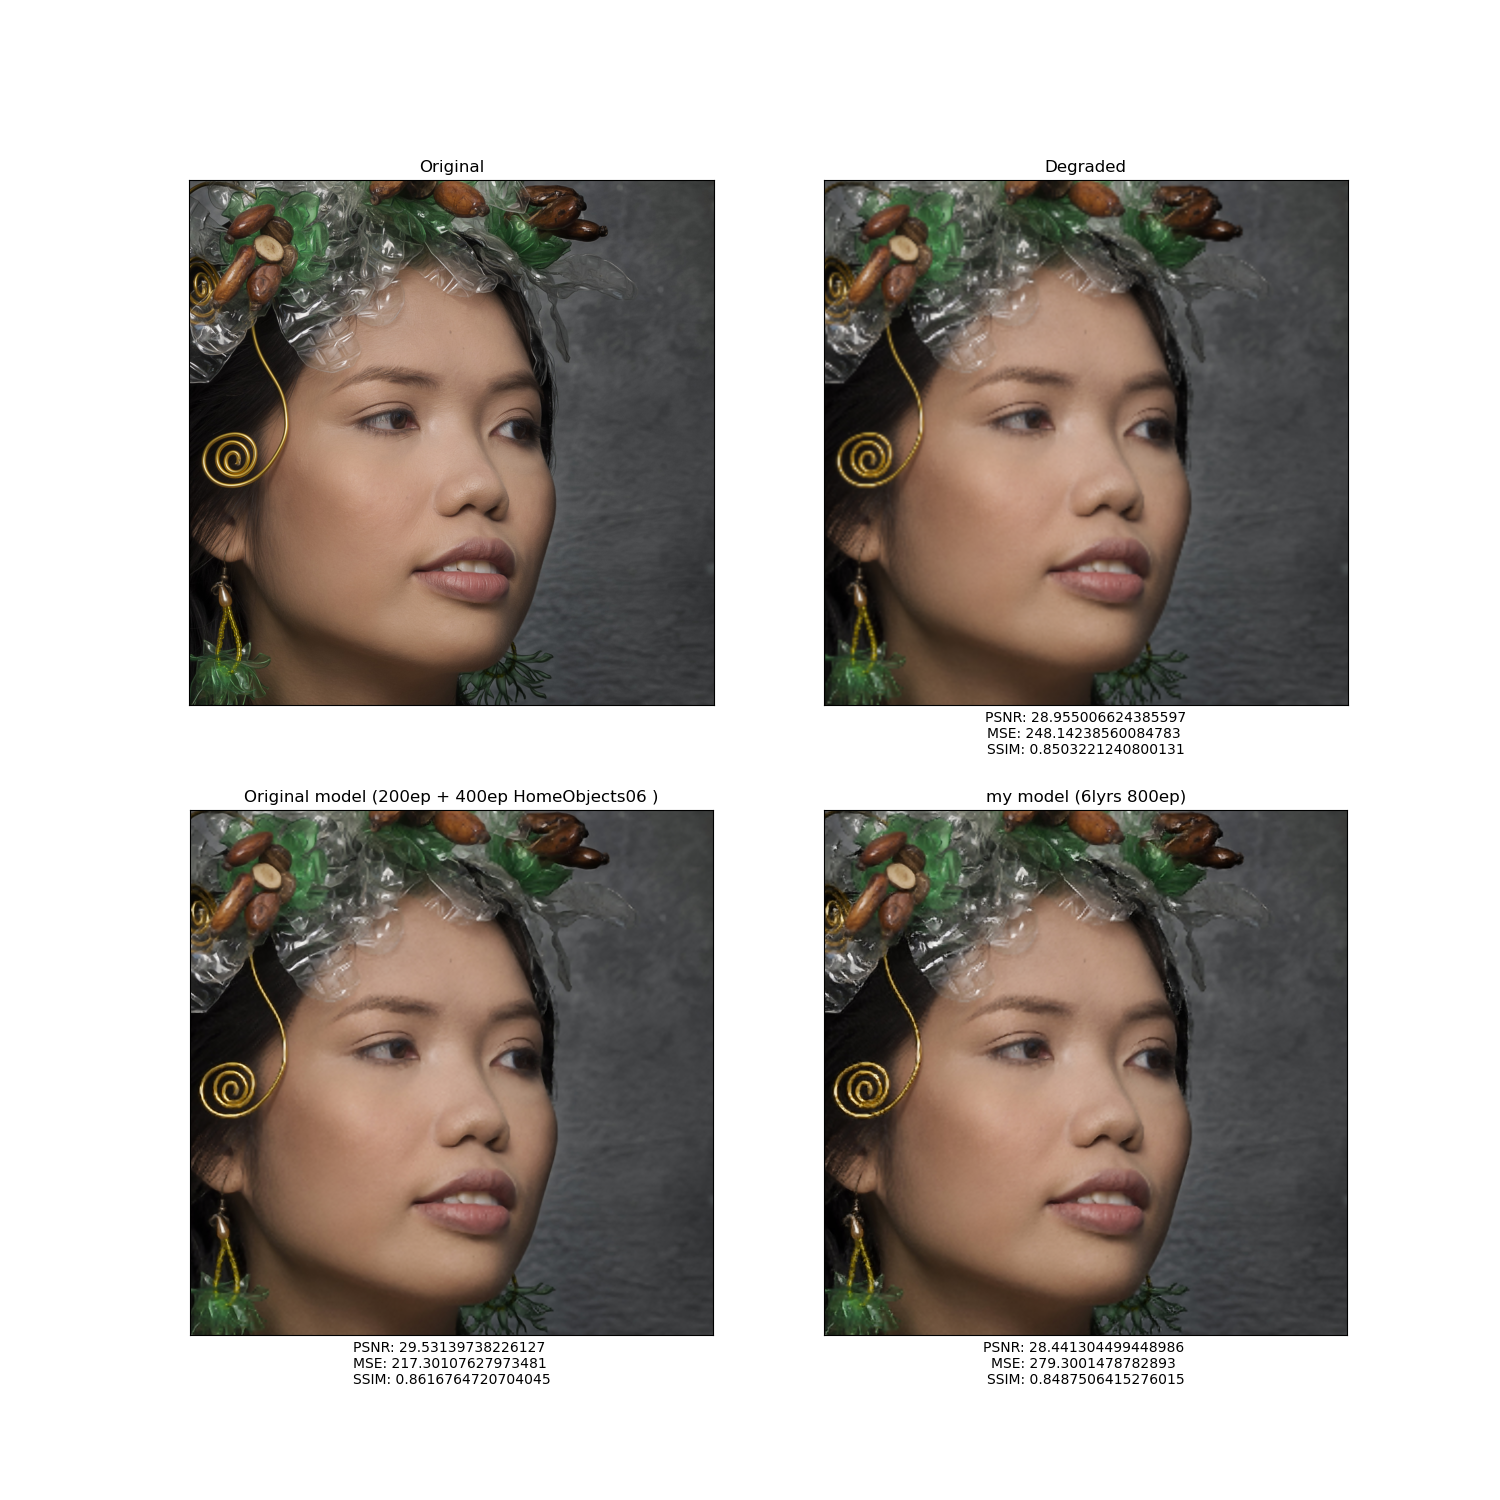 Original
Degraded
PSNR: 28.955006624385597
MSE: 248.14238560084783
SSIM: 0.8503221240800131
Original model (200ep + 400ep HomeObjects06 )
my model (6lyrs 800ep)
PSNR: 29.53139738226127
MSE: 217.30107627973481
SSIM: 0.8616764720704045
PSNR: 28.441304499448986
MSE: 279.3001478782893
SSIM: 0.8487506415276015